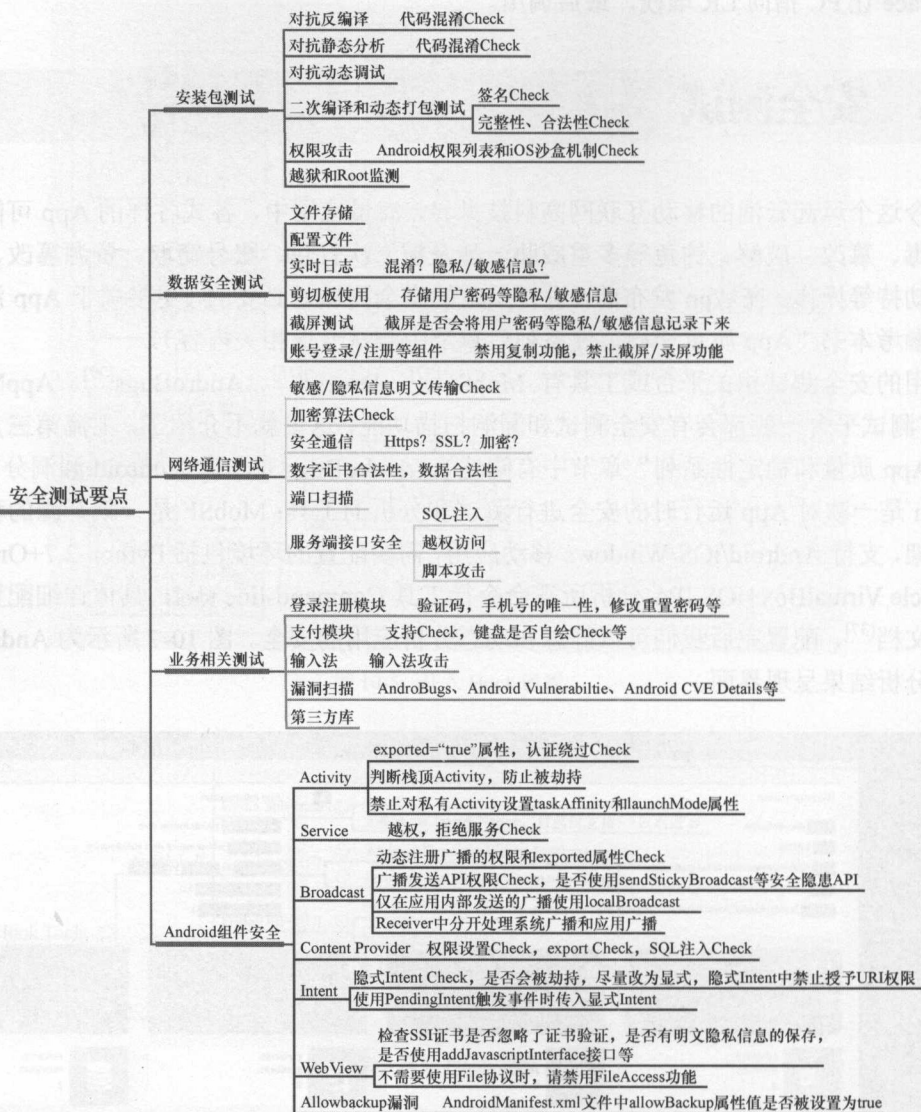 安全测试要点
安装包测试
对抗反编译 代码混淆Check
对抗静态分析 代码混淆Check
对抗动态调试
二次编译和动态打包测试
签名Check
完整性、合法性Check
权限攻击 Android权限列表和iOS沙盒机制Check
越狱和Root监测
数据安全测试
文件存储
配置文件
实时日志 混淆？隐私/敏感信息？
剪切板使用 存储用户密码等隐私/敏感信息
截屏测试 截屏是否会将用户密码等隐私/敏感信息记录下来
账号登录/注册等组件 禁用复制功能，禁止截屏/录屏功能
网络通信测试
敏感/隐私信息明文传输Check
加密算法Check
安全通信 Https？SSL？加密？
数字证书合法性，数据合法性
端口扫描
服务端接口安全
SQL注入
越权访问
脚本攻击
业务相关测试
登录注册模块 验证码，手机号的唯一性，修改重置密码等
支付模块 支持Check，键盘是否自绘Check等
输入法 输入法攻击
漏洞扫描 AndroBugs、Android Vulnerabiltie、Android CVE Details等
第三方库
Android组件安全
Activity
exported=“true”属性，认证绕过Check
判断栈顶Activity，防止被劫持
禁止对私有Activity设置taskAffinity和launchMode属性
Service 越权，拒绝服务Check
Broadcast
动态注册广播的权限和exported属性Check
广播发送API权限Check，是否使用sendStickyBroadcast等安全隐患API
仅在应用内部发送的广播使用localBroadcast
Receiver中分开处理系统广播和应用广播
Content Provider 权限设置Check，export Check，SQL注入Check
Intent
隐式Intent Check，是否会被劫持，尽量改为显式，隐式Intent中禁止授予URI权限
使用PendingIntent触发事件时传入显式Intent
WebView
检查SSl证书是否忽略了证书验证，是否有明文隐私信息的保存，
是否使用addJavascriptInterface接口等
不需要使用File协议时，请禁用FileAccess功能
Allowbackup漏洞 AndroidManifest.xml文件中allowBackup属性值是否被设置为true